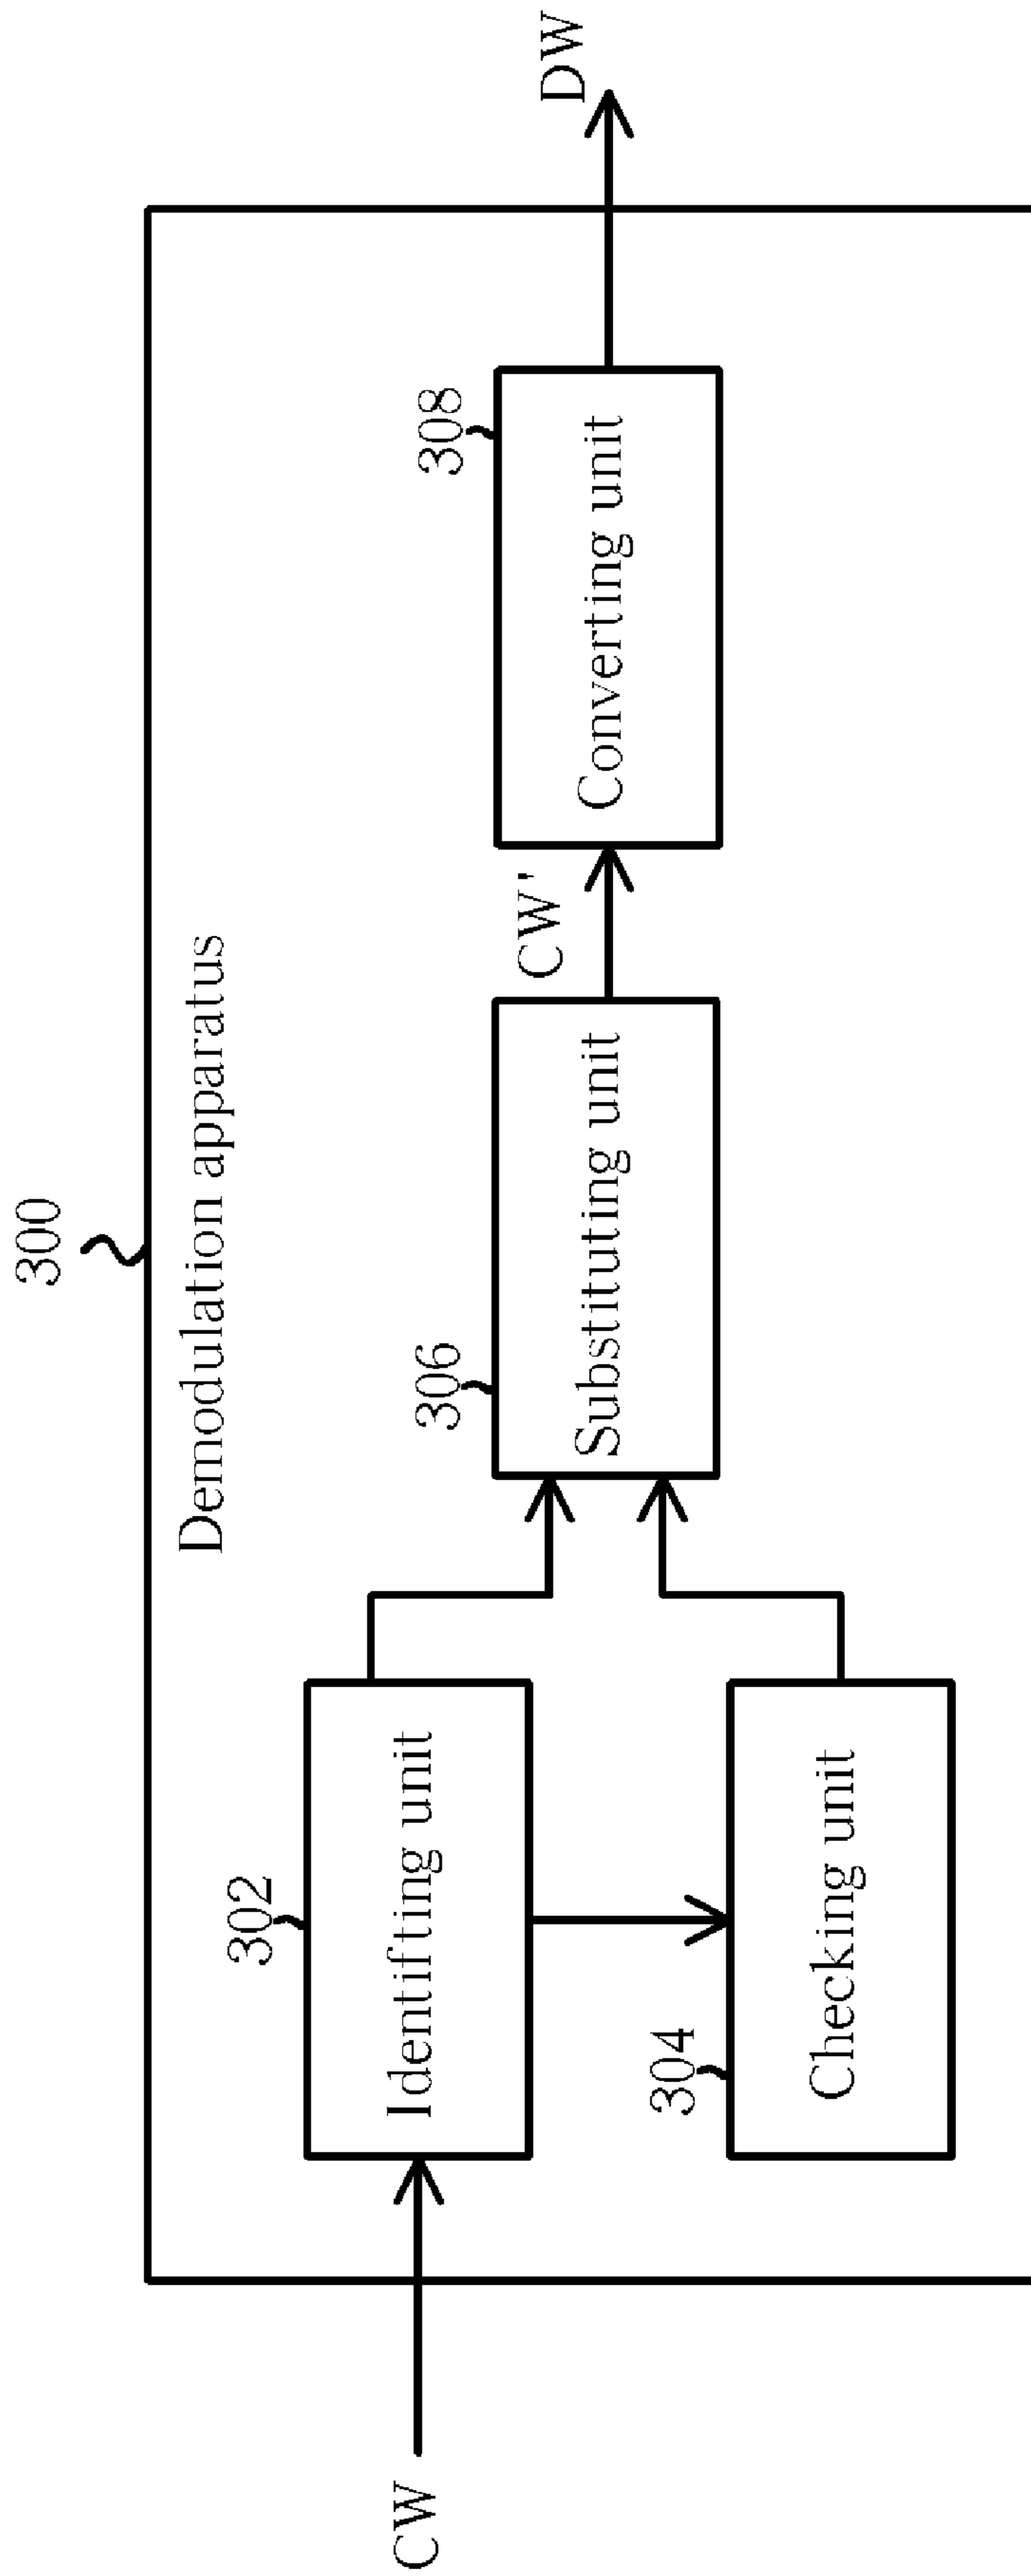 300
Demodulation apparatus
CW
302
Identifting unit
304
Checking unit
306
Substituting unit
CW'
308
Converting unit
DW